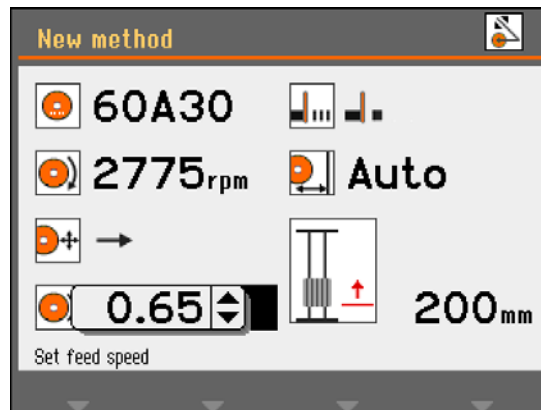 New method
60A30
2775rpm
Auto
0.65
200mm
Set feed speed